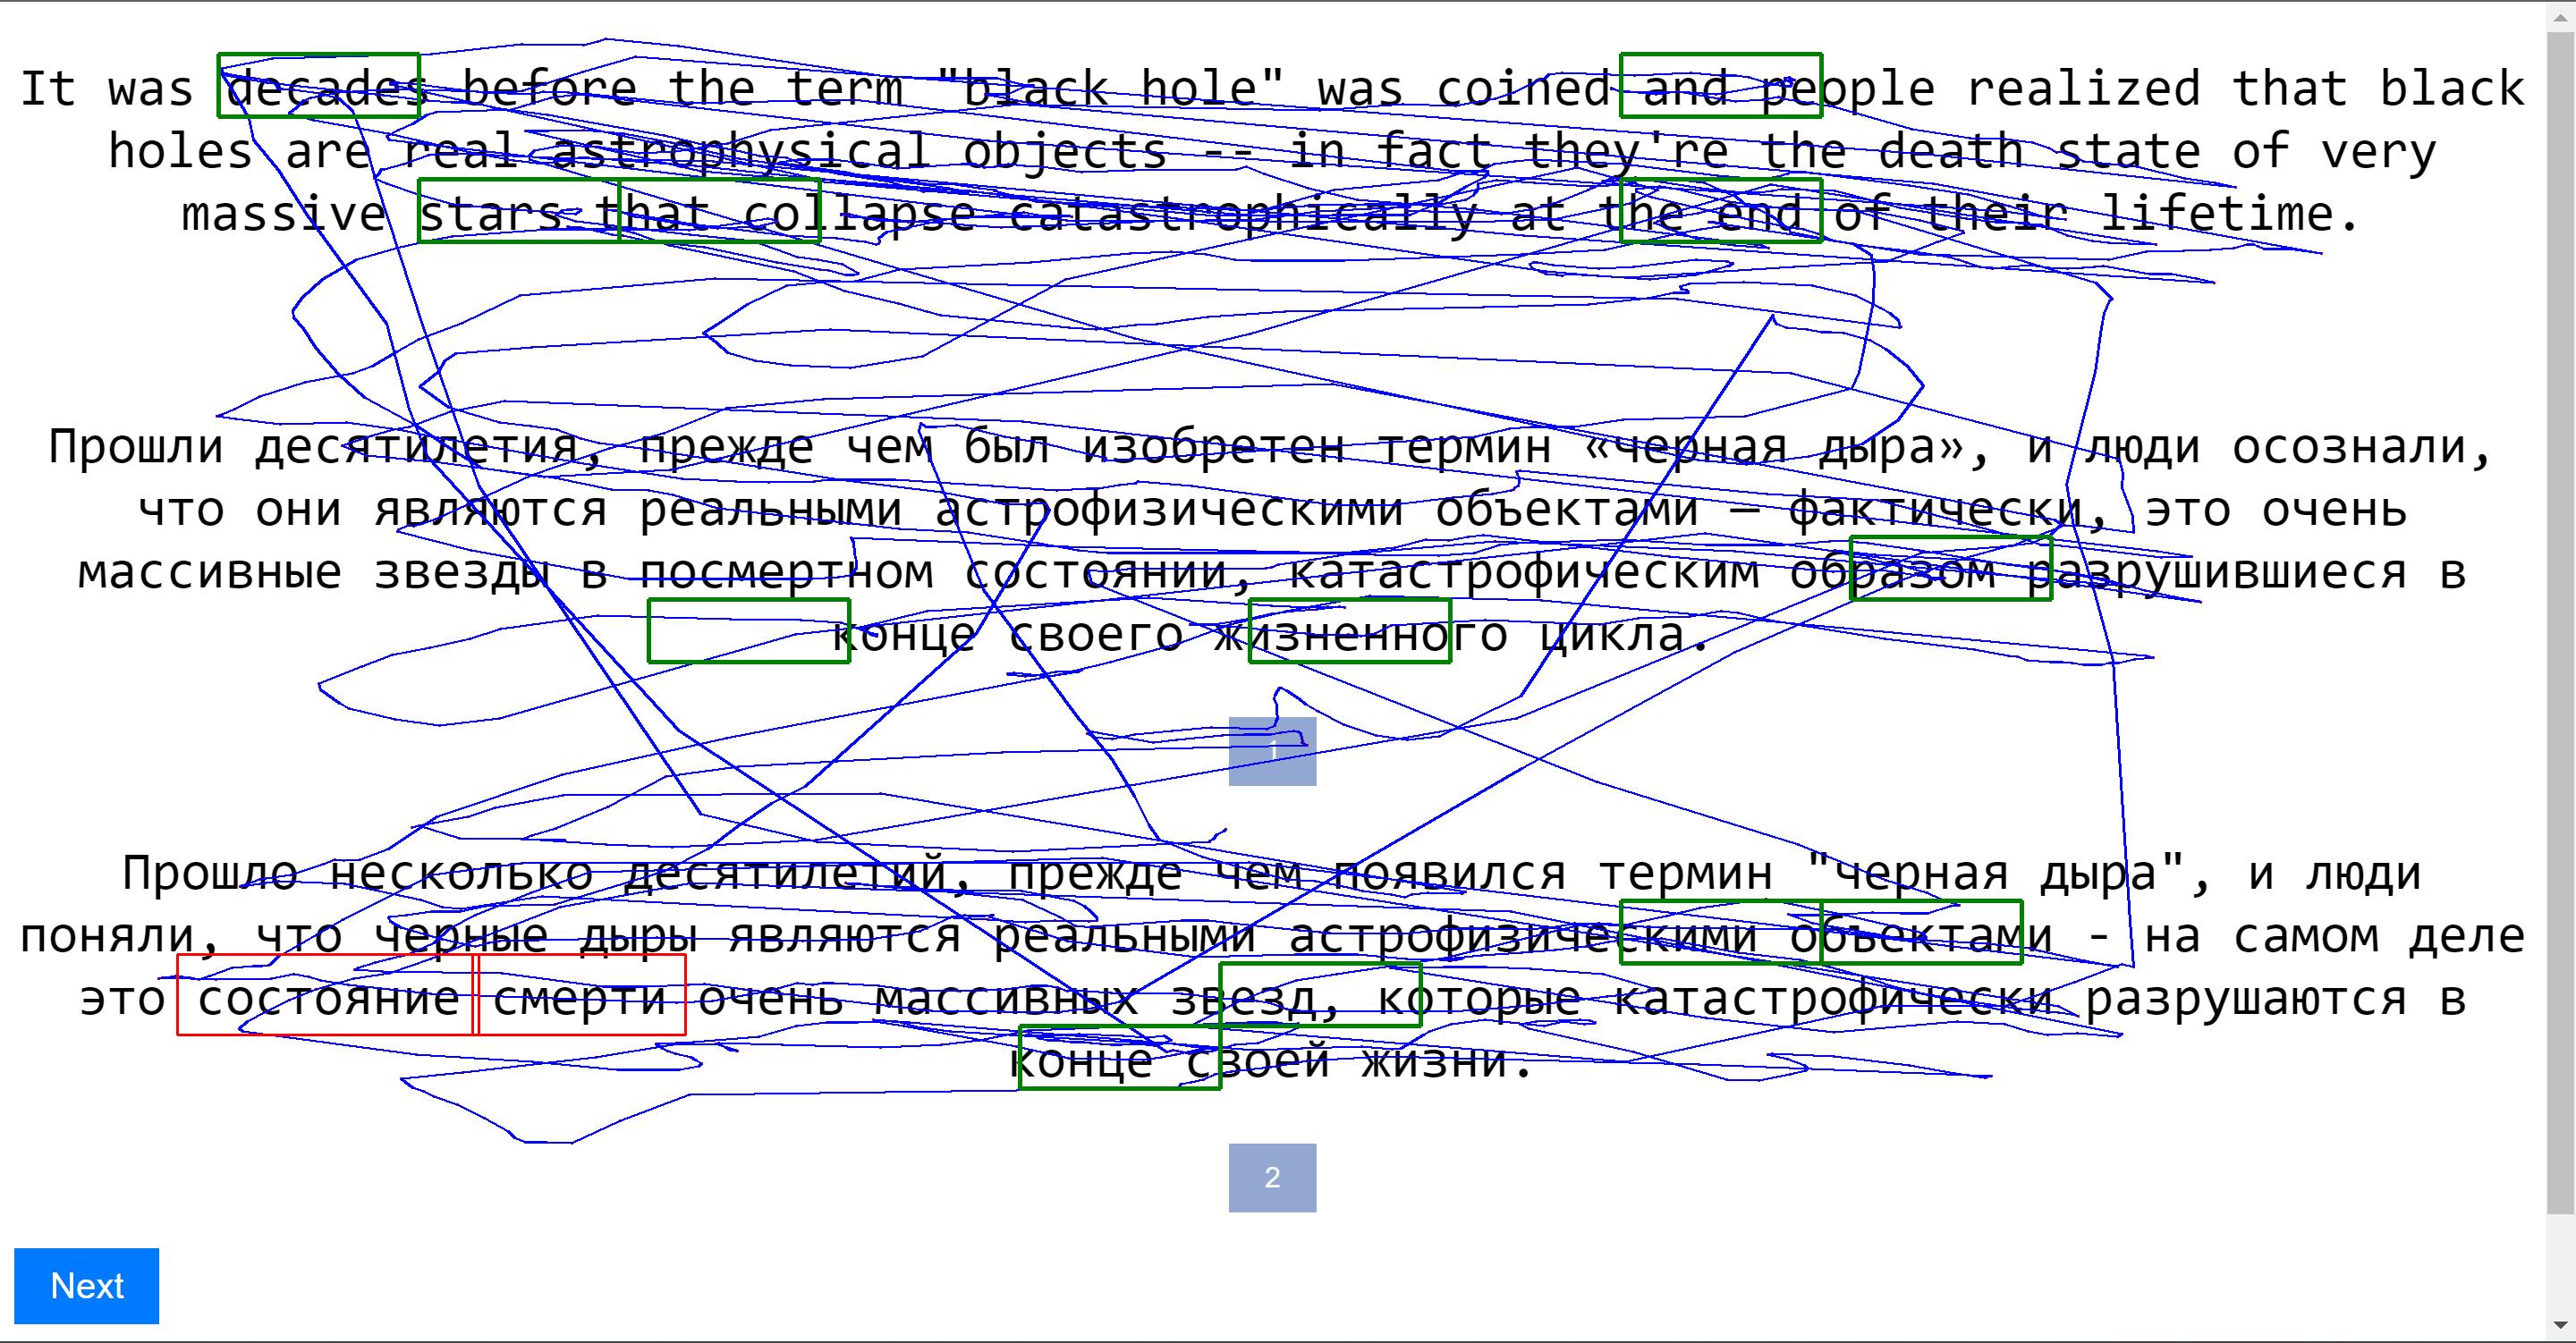 It was decades before the term "black hole" was coined and people realized that black
holes are real astrophysical objects -- in fact they're the death state of very
massive stars that collapse catastrophically at the end of their lifetime.
Прошли десятилетия, прежде чем был изобретен термин «черная дыра», и люди осознали,
что они являются реальными астрофизическими объектами — фактически, это очень
массивные звезды в посмертном состоянии, катастрофическим образом разрушившиеся в
конце своего жизненного цикла.
1
Прошло несколько десятилетий, прежде чем появился термин "черная дыра", и люди
поняли, что черные дыры являются реальными астрофизическими объектами - на самом деле
это состояние смерти очень массивных звезд, которые катастрофически разрушаются в
конце своей жизни.
2
Next